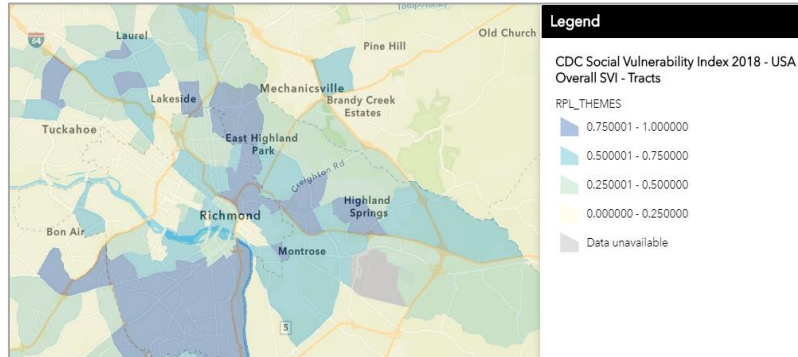 Totopotomoy
Laurel
64
Old Church
Pine Hill
Mechanicsville
Lakeside
Brandy Creek
Estates
Tuckahoe
East Highland
Park
Creighton Rd
Highland
Springs
Richmond
Bon Air
Montrose
5
Legend
CDC Social Vulnerability Index 2018 - USA
Overall SVI - Tracts
RPL_THEMES
0.750001 - 1.000000
0.500001 - 0.750000
0.250001 - 0.500000
0.000000 - 0.250000
Data unavailable